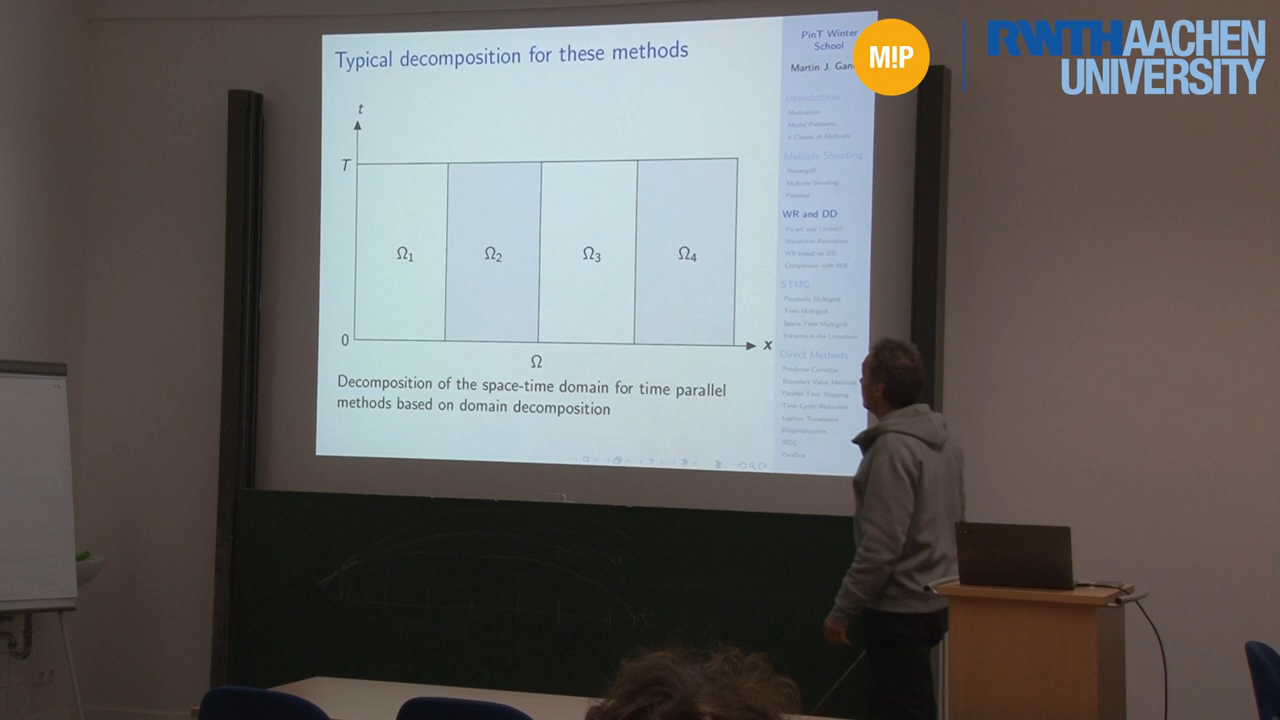 Typical decomposition for these methods
t
T
Ω1
Ω2
Ω3
Ω4
0
x
Ω
Decomposition of the space-time domain for time parallel
methods based on domain decomposition
PinT Winter
School
Martin J. Gan
Introduction
Motivation
Model Problems
4 Classes of Methods
Multiple Shooting
Nievergelt
Multiple Shooting
Parareal
WR and DD
Picard and Lindelöf
Waveform Relaxation
WR based on DD
Comparison with WR
STMG
Parabolic Multigrid
Time Multigrid
Space-Time Multigrid
Variants in the Literature
Direct Methods
Predictor-Corrector
Boundary Value Methods
Parallel Time Stepping
Time Cyclic Reduction
Laplace Transforms
Diagonalization
RIDC
ParaExp
M!P
RWTH AACHEN
UNIVERSITY